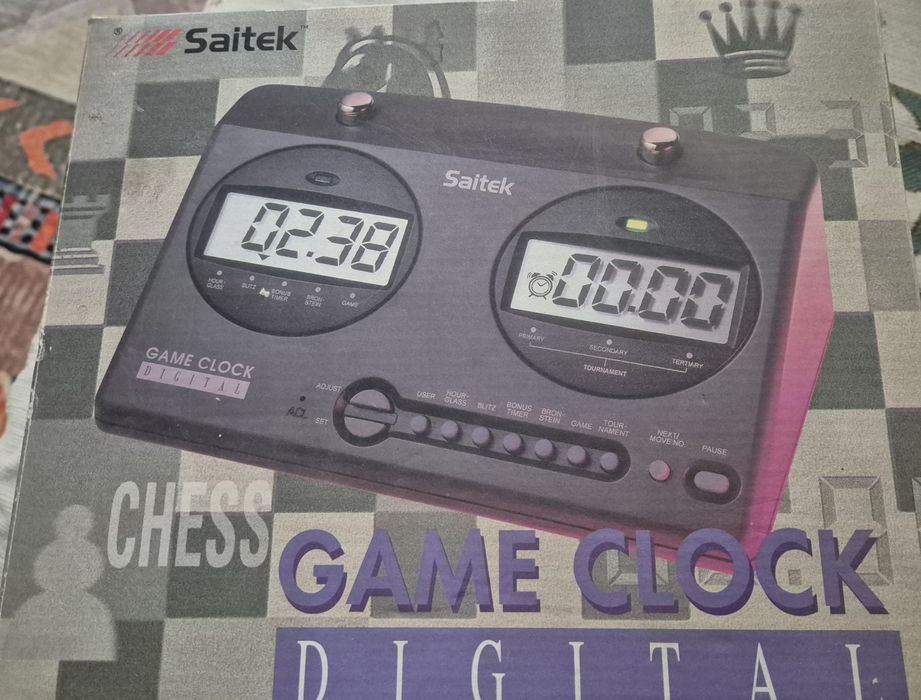 ® Saitek™
Saitek
02.38
00.00
HOUR-
GLASS
BLITZ
BONUS
TIMER
BRON-
STEIN
GAME
PRIMARY
SECONDARY
TERTIARY
TOURNAMENT
GAME CLOCK
DIGITAL
ACL
ADJUST
SET
USER
HOUR-
GLASS
BLITZ
BONUS
TIMER
BRON-
STEIN
GAME
TOUR-
NAMENT
NEXT/
MOVE NO.
PAUSE
CHESS
GAME CLOCK
DIGITAL